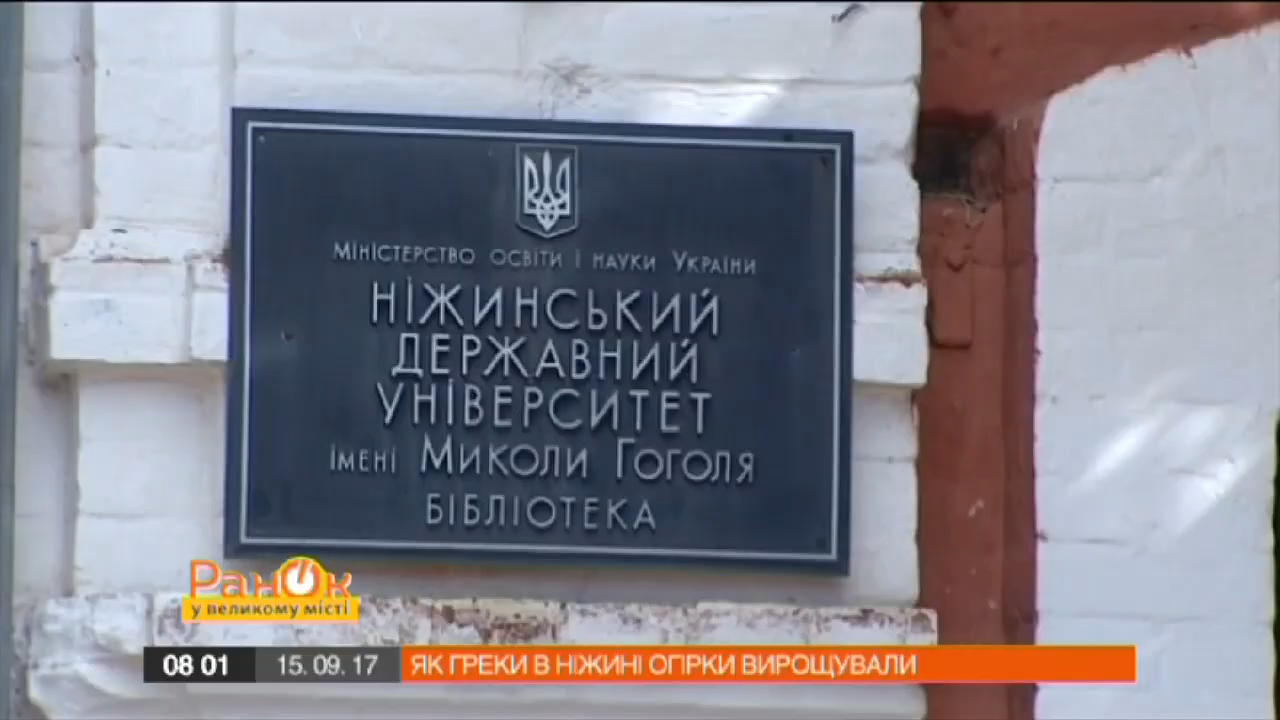 Міністерство освіти і науки України
НІЖИНСЬКИЙ
ДЕРЖАВНИЙ
УНІВЕРСИТЕТ
імені Миколи Гоголя
БІБЛІОТЕКА
Ранок
у великому місті
08 01 15. 09. 17 ЯК ГРЕКИ В НІЖИНІ ОГІРКИ ВИРОЩУВАЛИ